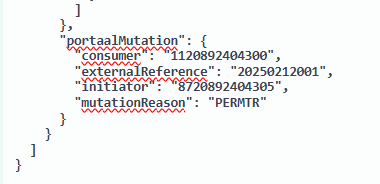 ]
},
"portaalMutation": {
"consumer": "1120892404300",
"externalReference": "20250212001",
"initiator": "8720892404305",
"mutationReason": "PERMTR"
}
}
]
}